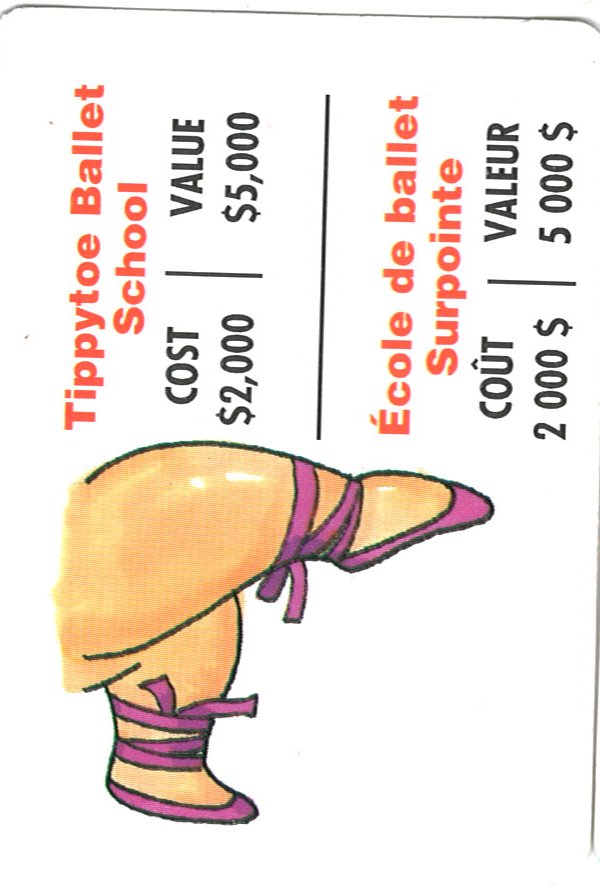 Tippytoe Ballet
School
COST | VALUE
$2,000 | $5,000
École de ballet
Surpointe
COÛT | VALEUR
2 000 $ | 5 000 $